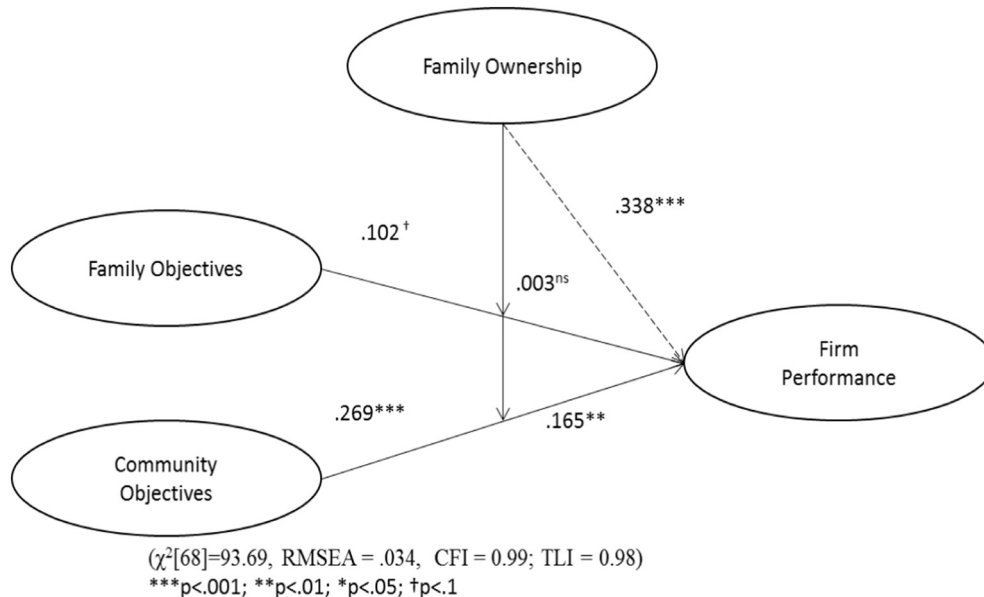 Family Ownership
.338***
.102†
Family Objectives
.003ns
Firm
Performance
.269***
.165**
Community
Objectives
(χ²[68]=93.69, RMSEA = .034, CFI = 0.99; TLI = 0.98)
***p<.001; **p<.01; *p<.05; †p<.1